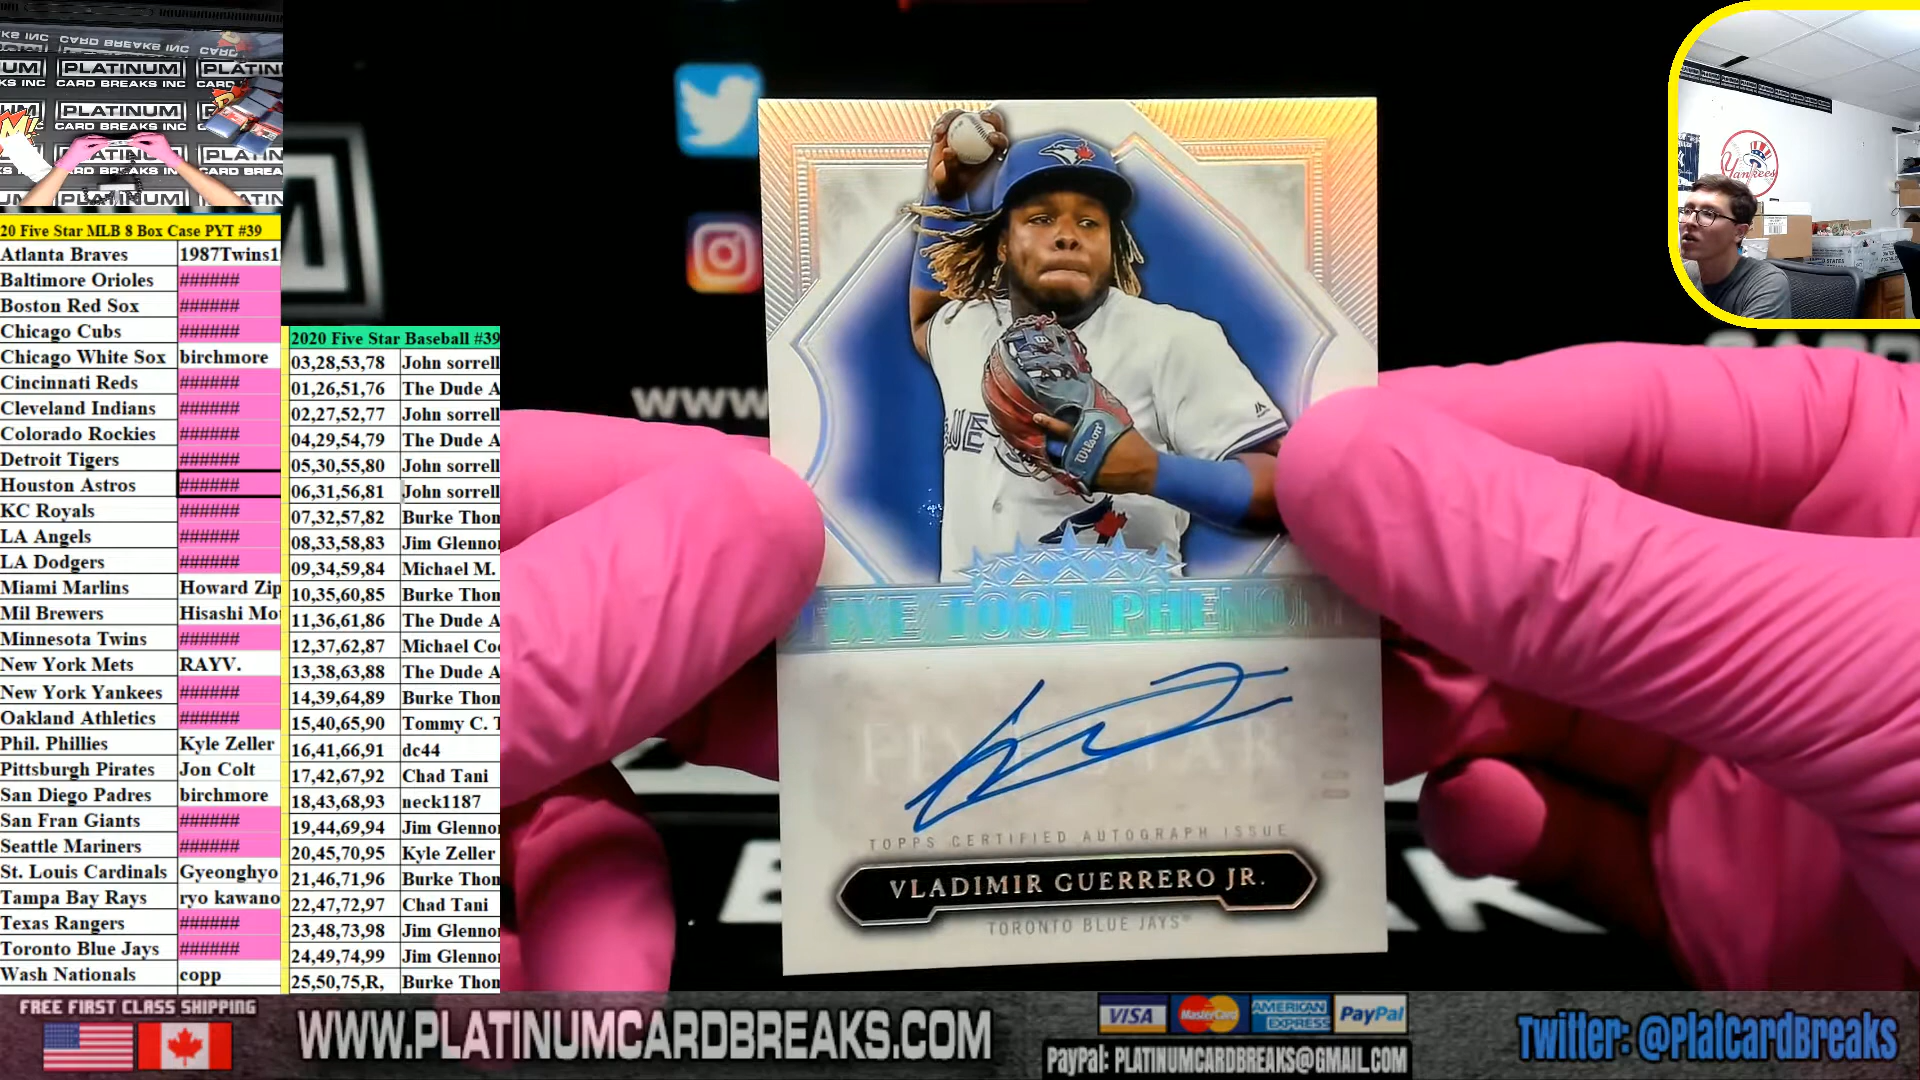 PLATINUM
CARD BREAKS INC
20 Five Star MLB 8 Box Case PYT #39
Atlanta Braves 1987Twins1
Baltimore Orioles ######
Boston Red Sox ######
Chicago Cubs ######
Chicago White Sox birchmore
Cincinnati Reds ######
Cleveland Indians ######
Colorado Rockies ######
Detroit Tigers ######
Houston Astros ######
KC Royals ######
LA Angels ######
LA Dodgers ######
Miami Marlins Howard Zip
Mil Brewers Hisashi Mo
Minnesota Twins ######
New York Mets RAYV.
New York Yankees ######
Oakland Athletics ######
Phil. Phillies Kyle Zeller
Pittsburgh Pirates Jon Colt
San Diego Padres birchmore
San Fran Giants ######
Seattle Mariners ######
St. Louis Cardinals Gyeonghyo
Tampa Bay Rays ryo kawano
Texas Rangers ######
Toronto Blue Jays ######
Wash Nationals copp
2020 Five Star Baseball #39
03,28,53,78 John sorrell
01,26,51,76 The Dude A
02,27,52,77 John sorrell
04,29,54,79 The Dude A
05,30,55,80 John sorrell
06,31,56,81 John sorrell
07,32,57,82 Burke Thon
08,33,58,83 Jim Glenno
09,34,59,84 Michael M.
10,35,60,85 Burke Thon
11,36,61,86 The Dude A
12,37,62,87 Michael Co
13,38,63,88 The Dude A
14,39,64,89 Burke Thon
15,40,65,90 Tommy C. T
16,41,66,91 dc44
17,42,67,92 Chad Tani
18,43,68,93 neck1187
19,44,69,94 Jim Glenno
20,45,70,95 Kyle Zeller
21,46,71,96 Burke Thon
22,47,72,97 Chad Tani
23,48,73,98 Jim Glenno
24,49,74,99 Jim Glenno
25,50,75,R, Burke Thon
www
Wilson
FIVE TOOL PHENOM
FIVE STAR
TOPPS CERTIFIED AUTOGRAPH ISSUE
VLADIMIR GUERRERO JR.
TORONTO BLUE JAYS®
Yankees
FREE FIRST CLASS SHIPPING
WWW.PLATINUMCARDBREAKS.COM
VISA MasterCard AMERICAN EXPRESS PayPal
PayPal: PLATINUMCARDBREAKS@GMAIL.COM
Twitter: @PlatCardBreaks